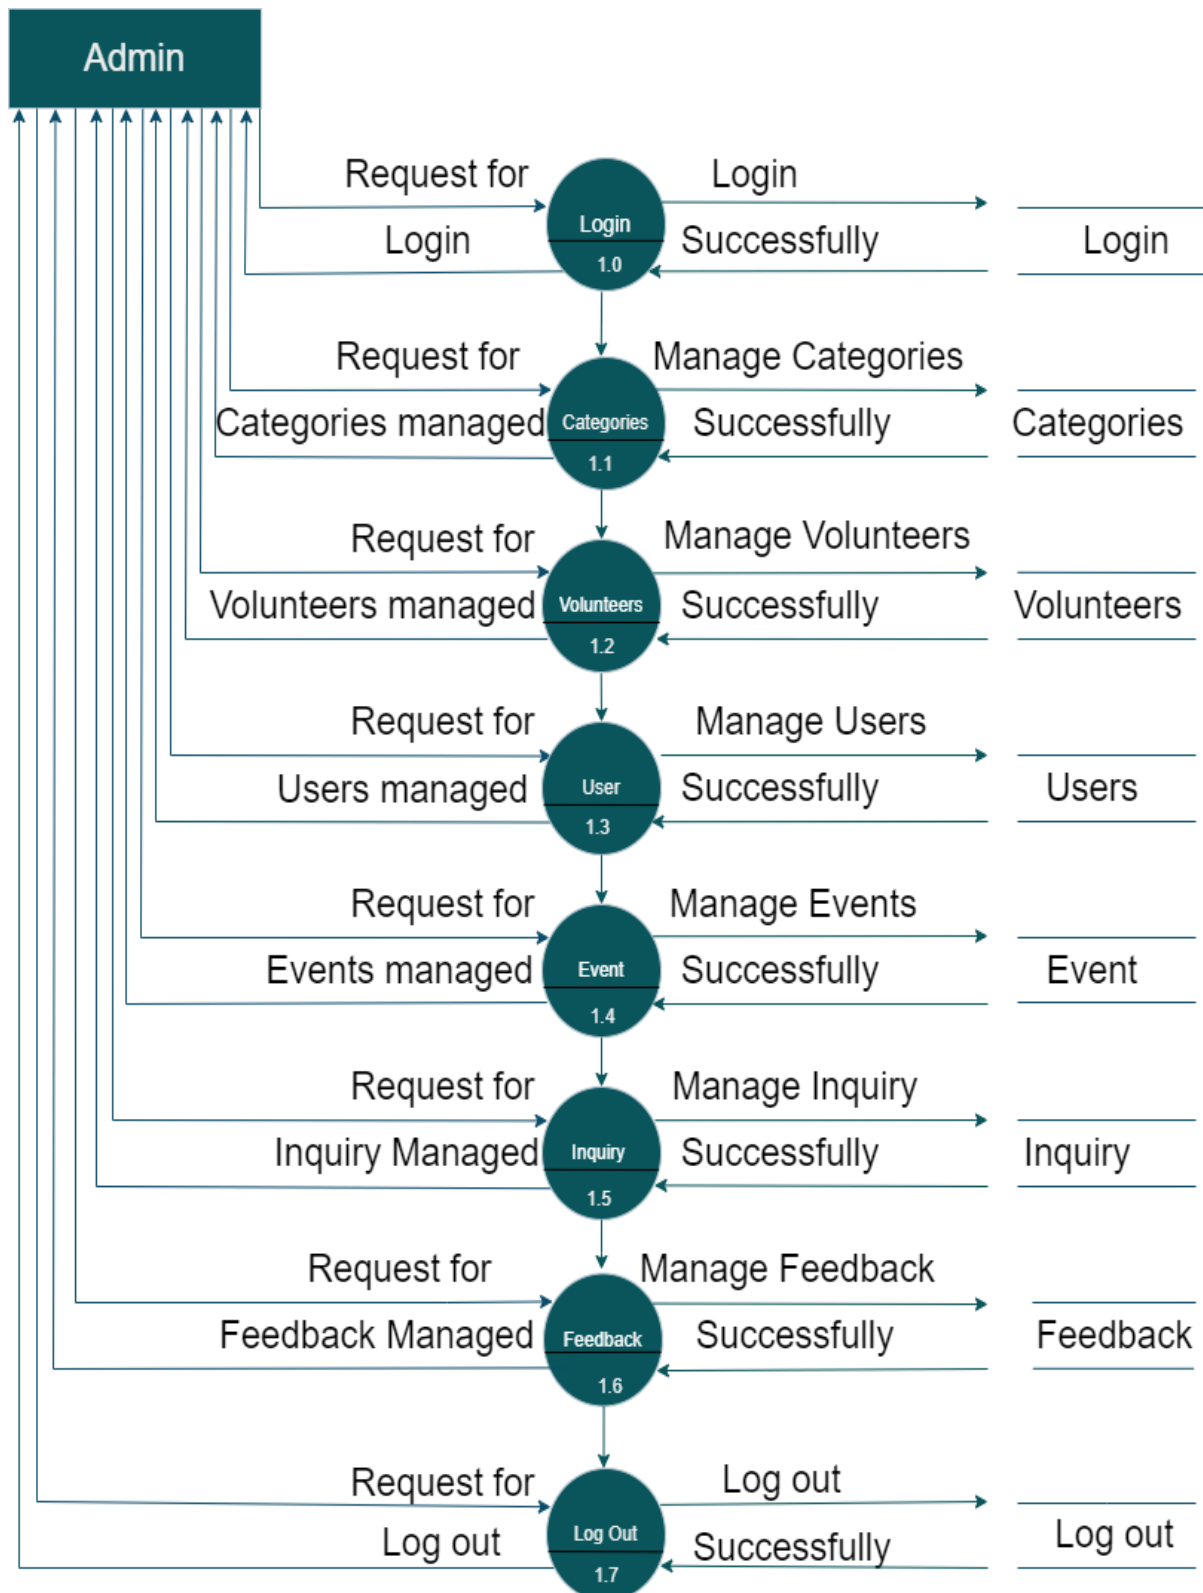 Admin
Request for
Login
Login
1.0
Login
Successfully
Login
Request for
Categories managed
Categories
1.1
Manage Categories
Successfully
Categories
Request for
Volunteers managed
Volunteers
1.2
Manage Volunteers
Successfully
Volunteers
Request for
Users managed
User
1.3
Manage Users
Successfully
Users
Request for
Events managed
Event
1.4
Manage Events
Successfully
Event
Request for
Inquiry Managed
Inquiry
1.5
Manage Inquiry
Successfully
Inquiry
Request for
Feedback Managed
Feedback
1.6
Manage Feedback
Successfully
Feedback
Request for
Log out
Log Out
1.7
Log out
Successfully
Log out